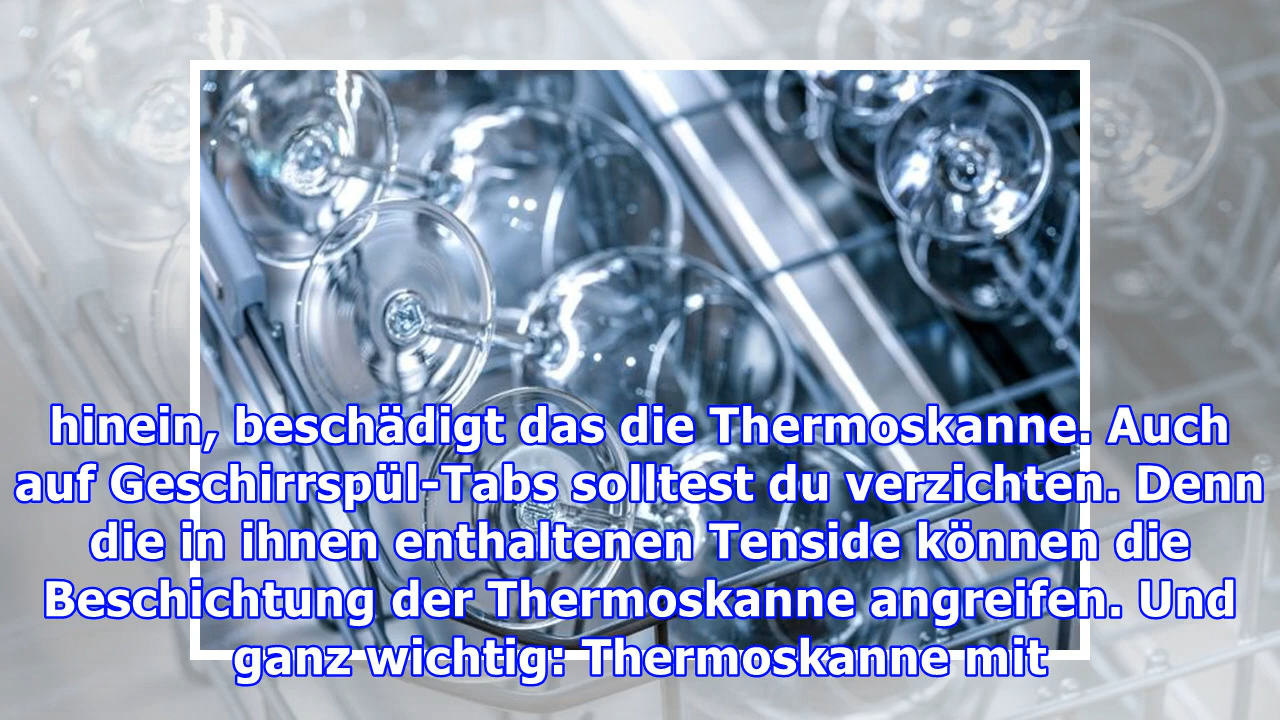 hinein, beschädigt das die Thermoskanne. Auch
auf Geschirrspül-Tabs solltest du verzichten. Denn
die in ihnen enthaltenen Tenside können die
Beschichtung der Thermoskanne angreifen. Und
ganz wichtig: Thermoskanne mit